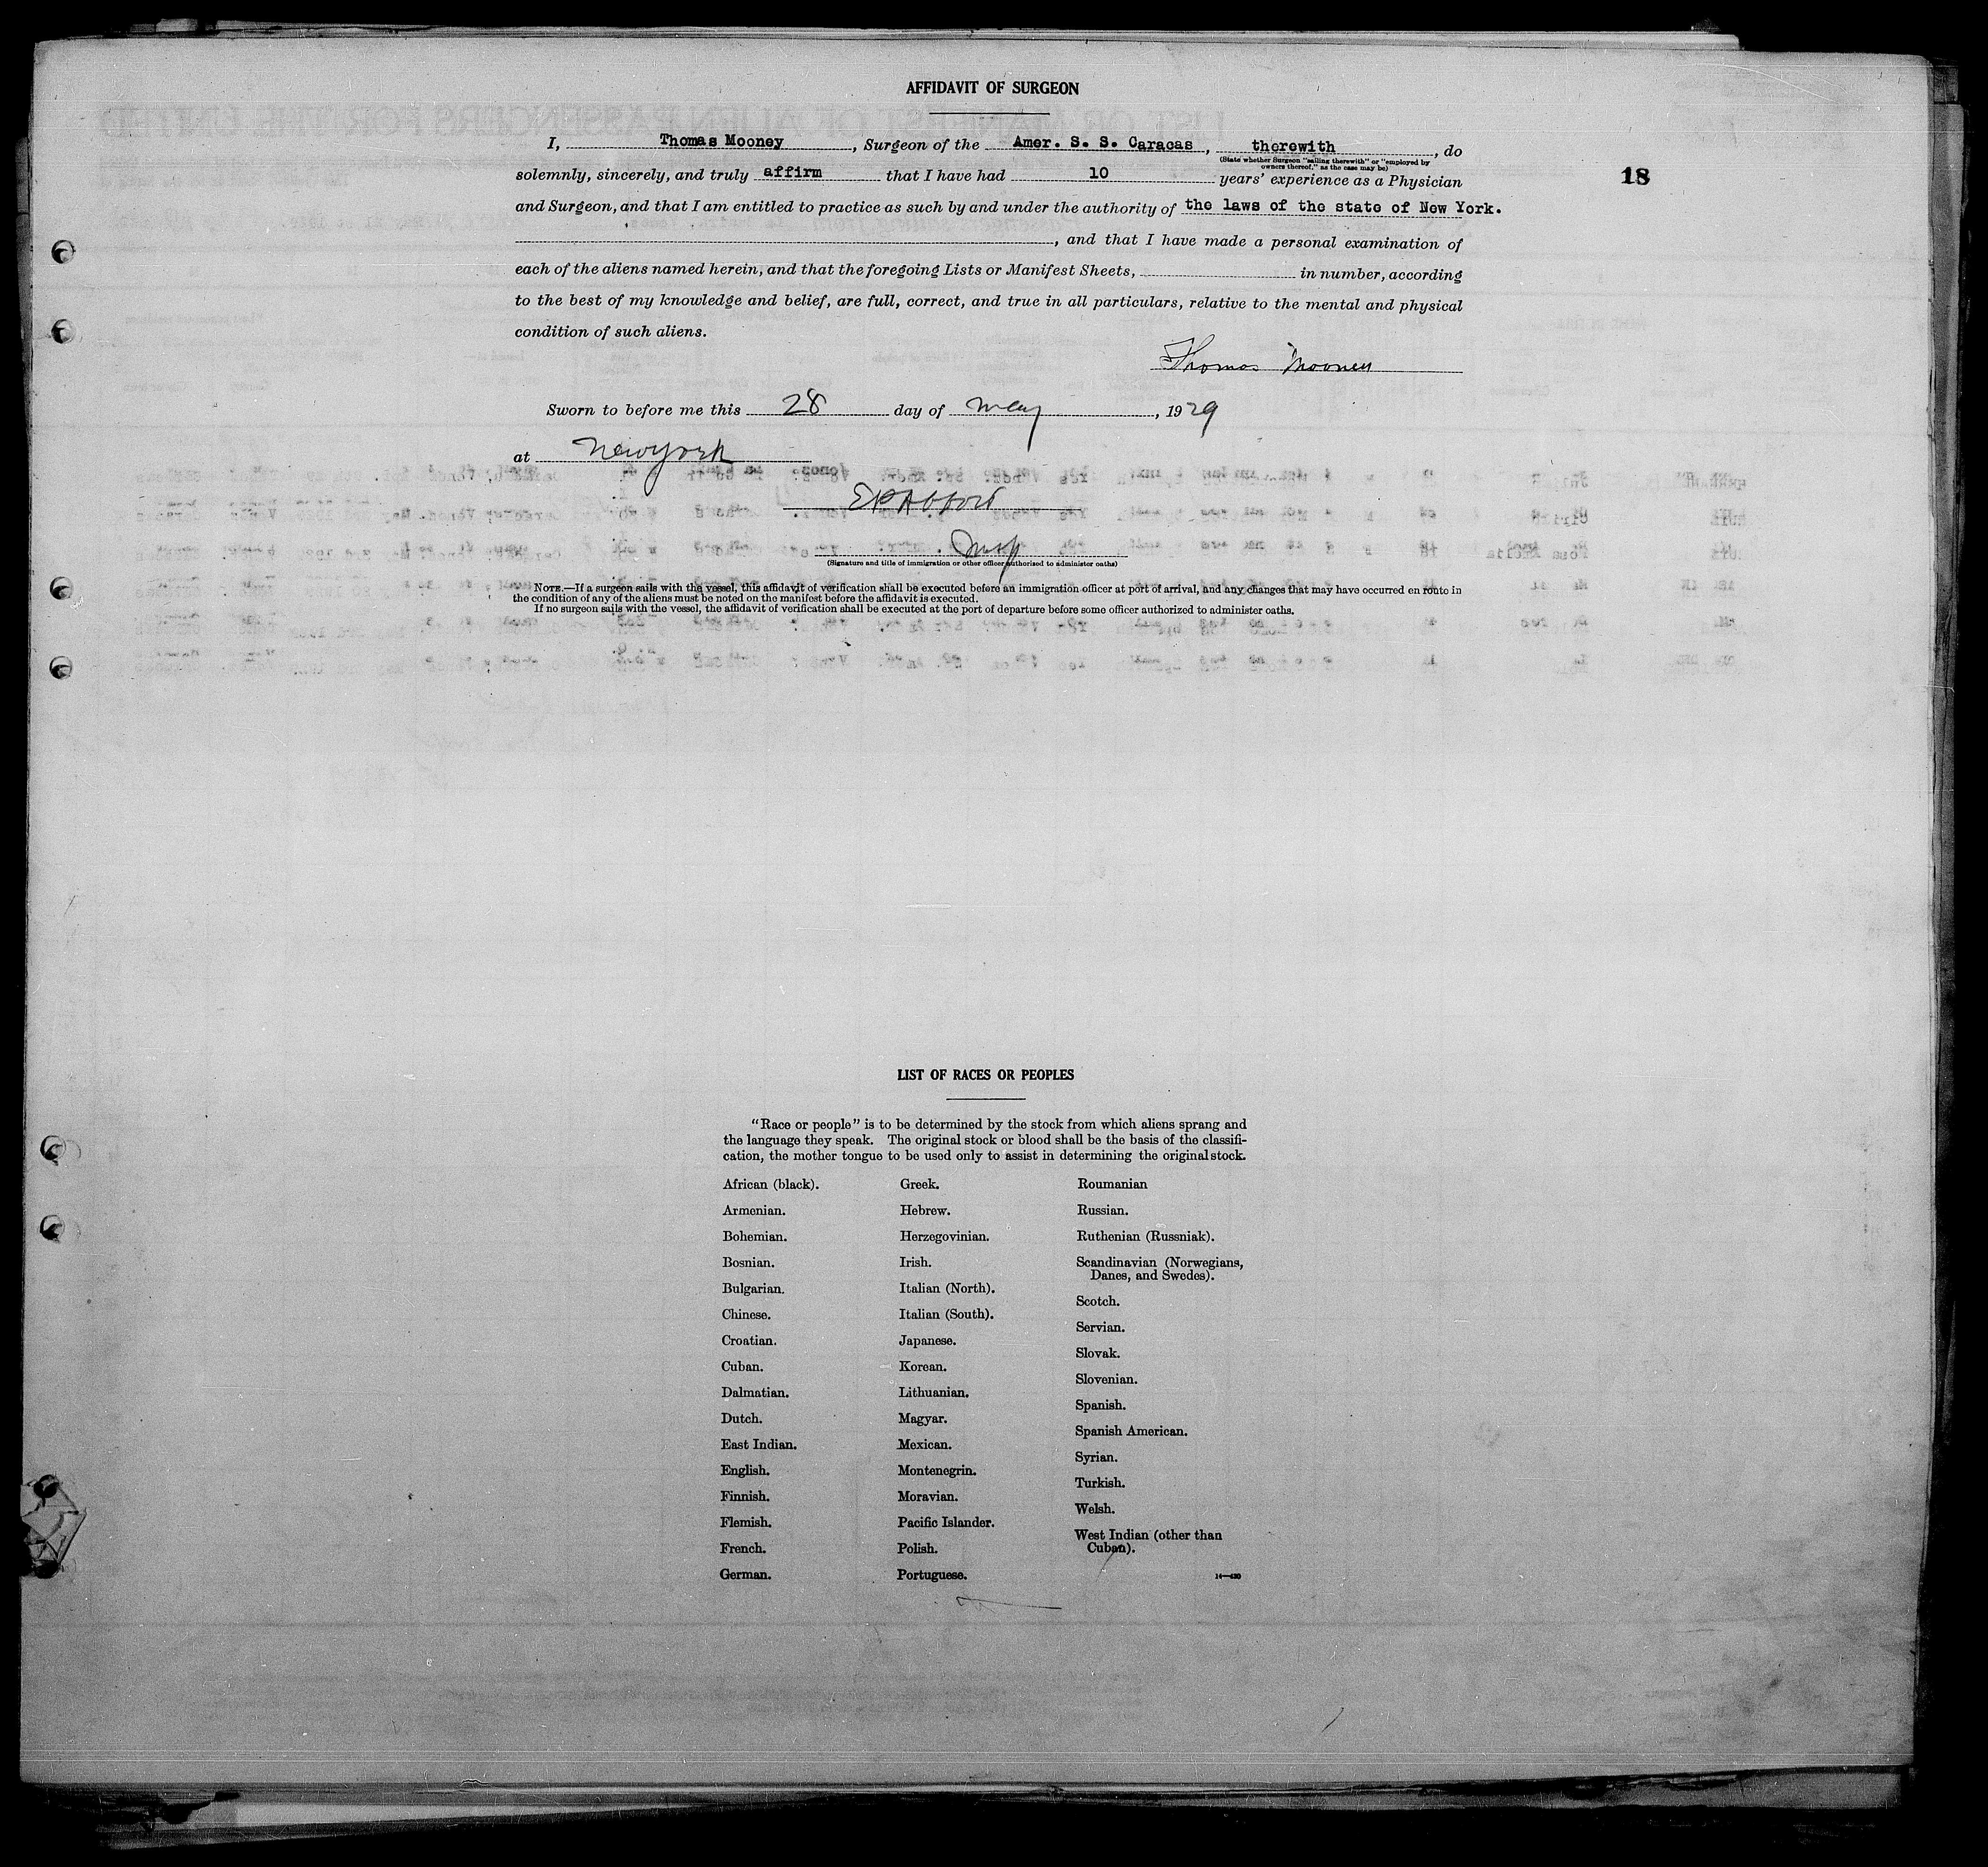 AFFIDAVIT OF SURGEON
I, Thomas Mooney, Surgeon of the Amer. S. S. Caracas, therewith, do
(State whether Surgeon "sailing therewith" or "employed by
owners thereof," as the case may be)
solemnly, sincerely, and truly affirm that I have had 10 years' experience as a Physician
18
and Surgeon, and that I am entitled to practice as such by and under the authority of the laws of the state of New York.
, and that I have made a personal examination of
each of the aliens named herein, and that the foregoing Lists or Manifest Sheets, in number, according
to the best of my knowledge and belief, are full, correct, and true in all particulars, relative to the mental and physical
condition of such aliens.
Thomas Mooney
Sworn to before me this 28 day of May, 1929
at New York
Insp
(Signature and title of immigration or other officer authorized to administer oaths)
NOTE.—If a surgeon sails with the vessel, this affidavit of verification shall be executed before an immigration officer at port of arrival, and any changes that may have occurred en route in
the condition of any of the aliens must be noted on the manifest before the affidavit is executed.
If no surgeon sails with the vessel, the affidavit of verification shall be executed at the port of departure before some officer authorized to administer oaths.
LIST OF RACES OR PEOPLES
"Race or people" is to be determined by the stock from which aliens sprang and
the language they speak. The original stock or blood shall be the basis of the classifi-
cation, the mother tongue to be used only to assist in determining the original stock.
African (black).
Armenian.
Bohemian.
Bosnian.
Bulgarian.
Chinese.
Croatian.
Cuban.
Dalmatian.
Dutch.
East Indian.
English.
Finnish.
Flemish.
French.
German.
Greek.
Hebrew.
Herzegovinian.
Irish.
Italian (North).
Italian (South).
Japanese.
Korean.
Lithuanian.
Magyar.
Mexican.
Montenegrin.
Moravian.
Pacific Islander.
Polish.
Portuguese.
Roumanian
Russian.
Ruthenian (Russniak).
Scandinavian (Norwegians,
Danes, and Swedes).
Scotch.
Servian.
Slovak.
Slovenian.
Spanish.
Spanish American.
Syrian.
Turkish.
Welsh.
West Indian (other than
Cuban).